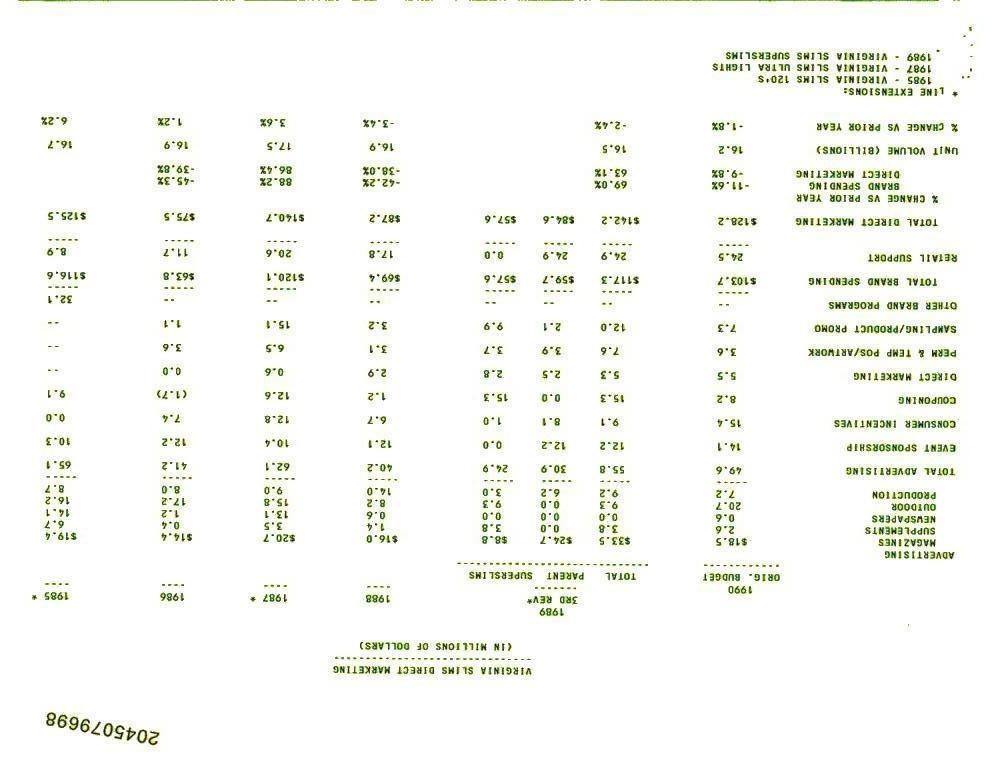 2045079698
VIRGINIA SLIMS DIRECT MARKETING
(IN MILLIONS OF DOLLARS)
1990 ORIG. BUDGET 1989 3RD REV* 1988 1987 * 1986 1985 *
TOTAL PARENT SUPERSLIMS
ADVERTISING
MAGAZINES $18.5 $33.5 $24.7 $8.8 $16.0 $20.7 $14.4 $19.4
SUPPLEMENTS 2.6 3.8 0.0 3.8 1.4 3.5 0.4 6.7
NEWSPAPERS 0.6 0.0 0.0 0.0 0.6 13.1 1.2 14.1
OUTDOOR 20.7 9.3 0.0 9.3 8.2 15.8 17.2 16.2
PRODUCTION 7.2 9.2 6.2 3.0 14.0 9.0 8.0 8.7
TOTAL ADVERTISING 49.6 55.8 30.9 24.9 40.2 62.1 41.2 65.1
EVENT SPONSORSHIP 14.1 12.2 12.2 0.0 12.1 10.4 12.2 10.3
CONSUMER INCENTIVES 15.4 9.1 8.1 1.0 6.7 12.8 7.4 0.0
COUPONING 8.2 15.3 0.0 15.3 1.2 12.6 (1.7) 9.1
DIRECT MARKETING 5.5 5.3 2.5 2.8 2.9 0.6 0.0 --
PERM & TEMP POS/ARTWORK 3.6 7.6 3.9 3.7 3.1 6.5 3.6 --
SAMPLING/PRODUCT PROMO 7.3 12.0 2.1 9.9 3.2 15.1 1.1 --
OTHER BRAND PROGRAMS -- -- -- -- -- -- -- 32.1
TOTAL BRAND SPENDING $103.7 $117.3 $59.7 $57.6 $69.4 $120.1 $63.8 $116.6
RETAIL SUPPORT 24.5 24.9 24.9 0.0 17.8 20.6 11.7 8.9
TOTAL DIRECT MARKETING $128.2 $142.2 $84.6 $57.6 $87.2 $140.7 $75.5 $125.5
% CHANGE VS PRIOR YEAR
BRAND SPENDING -11.6% 69.0% -42.2% 88.2% -45.3%
DIRECT MARKETING -9.8% 63.1% -38.0% 86.4% -39.8%
UNIT VOLUME (BILLIONS) 16.2 16.5 16.9 17.5 16.9 16.7
% CHANGE VS PRIOR YEAR -1.8% -2.4% -3.4% 3.6% 1.2% 6.2%
* LINE EXTENSIONS:
1985 - VIRGINIA SLIMS 120'S
1987 - VIRGINIA SLIMS ULTRA LIGHTS
1989 - VIRGINIA SLIMS SUPERSLIMS